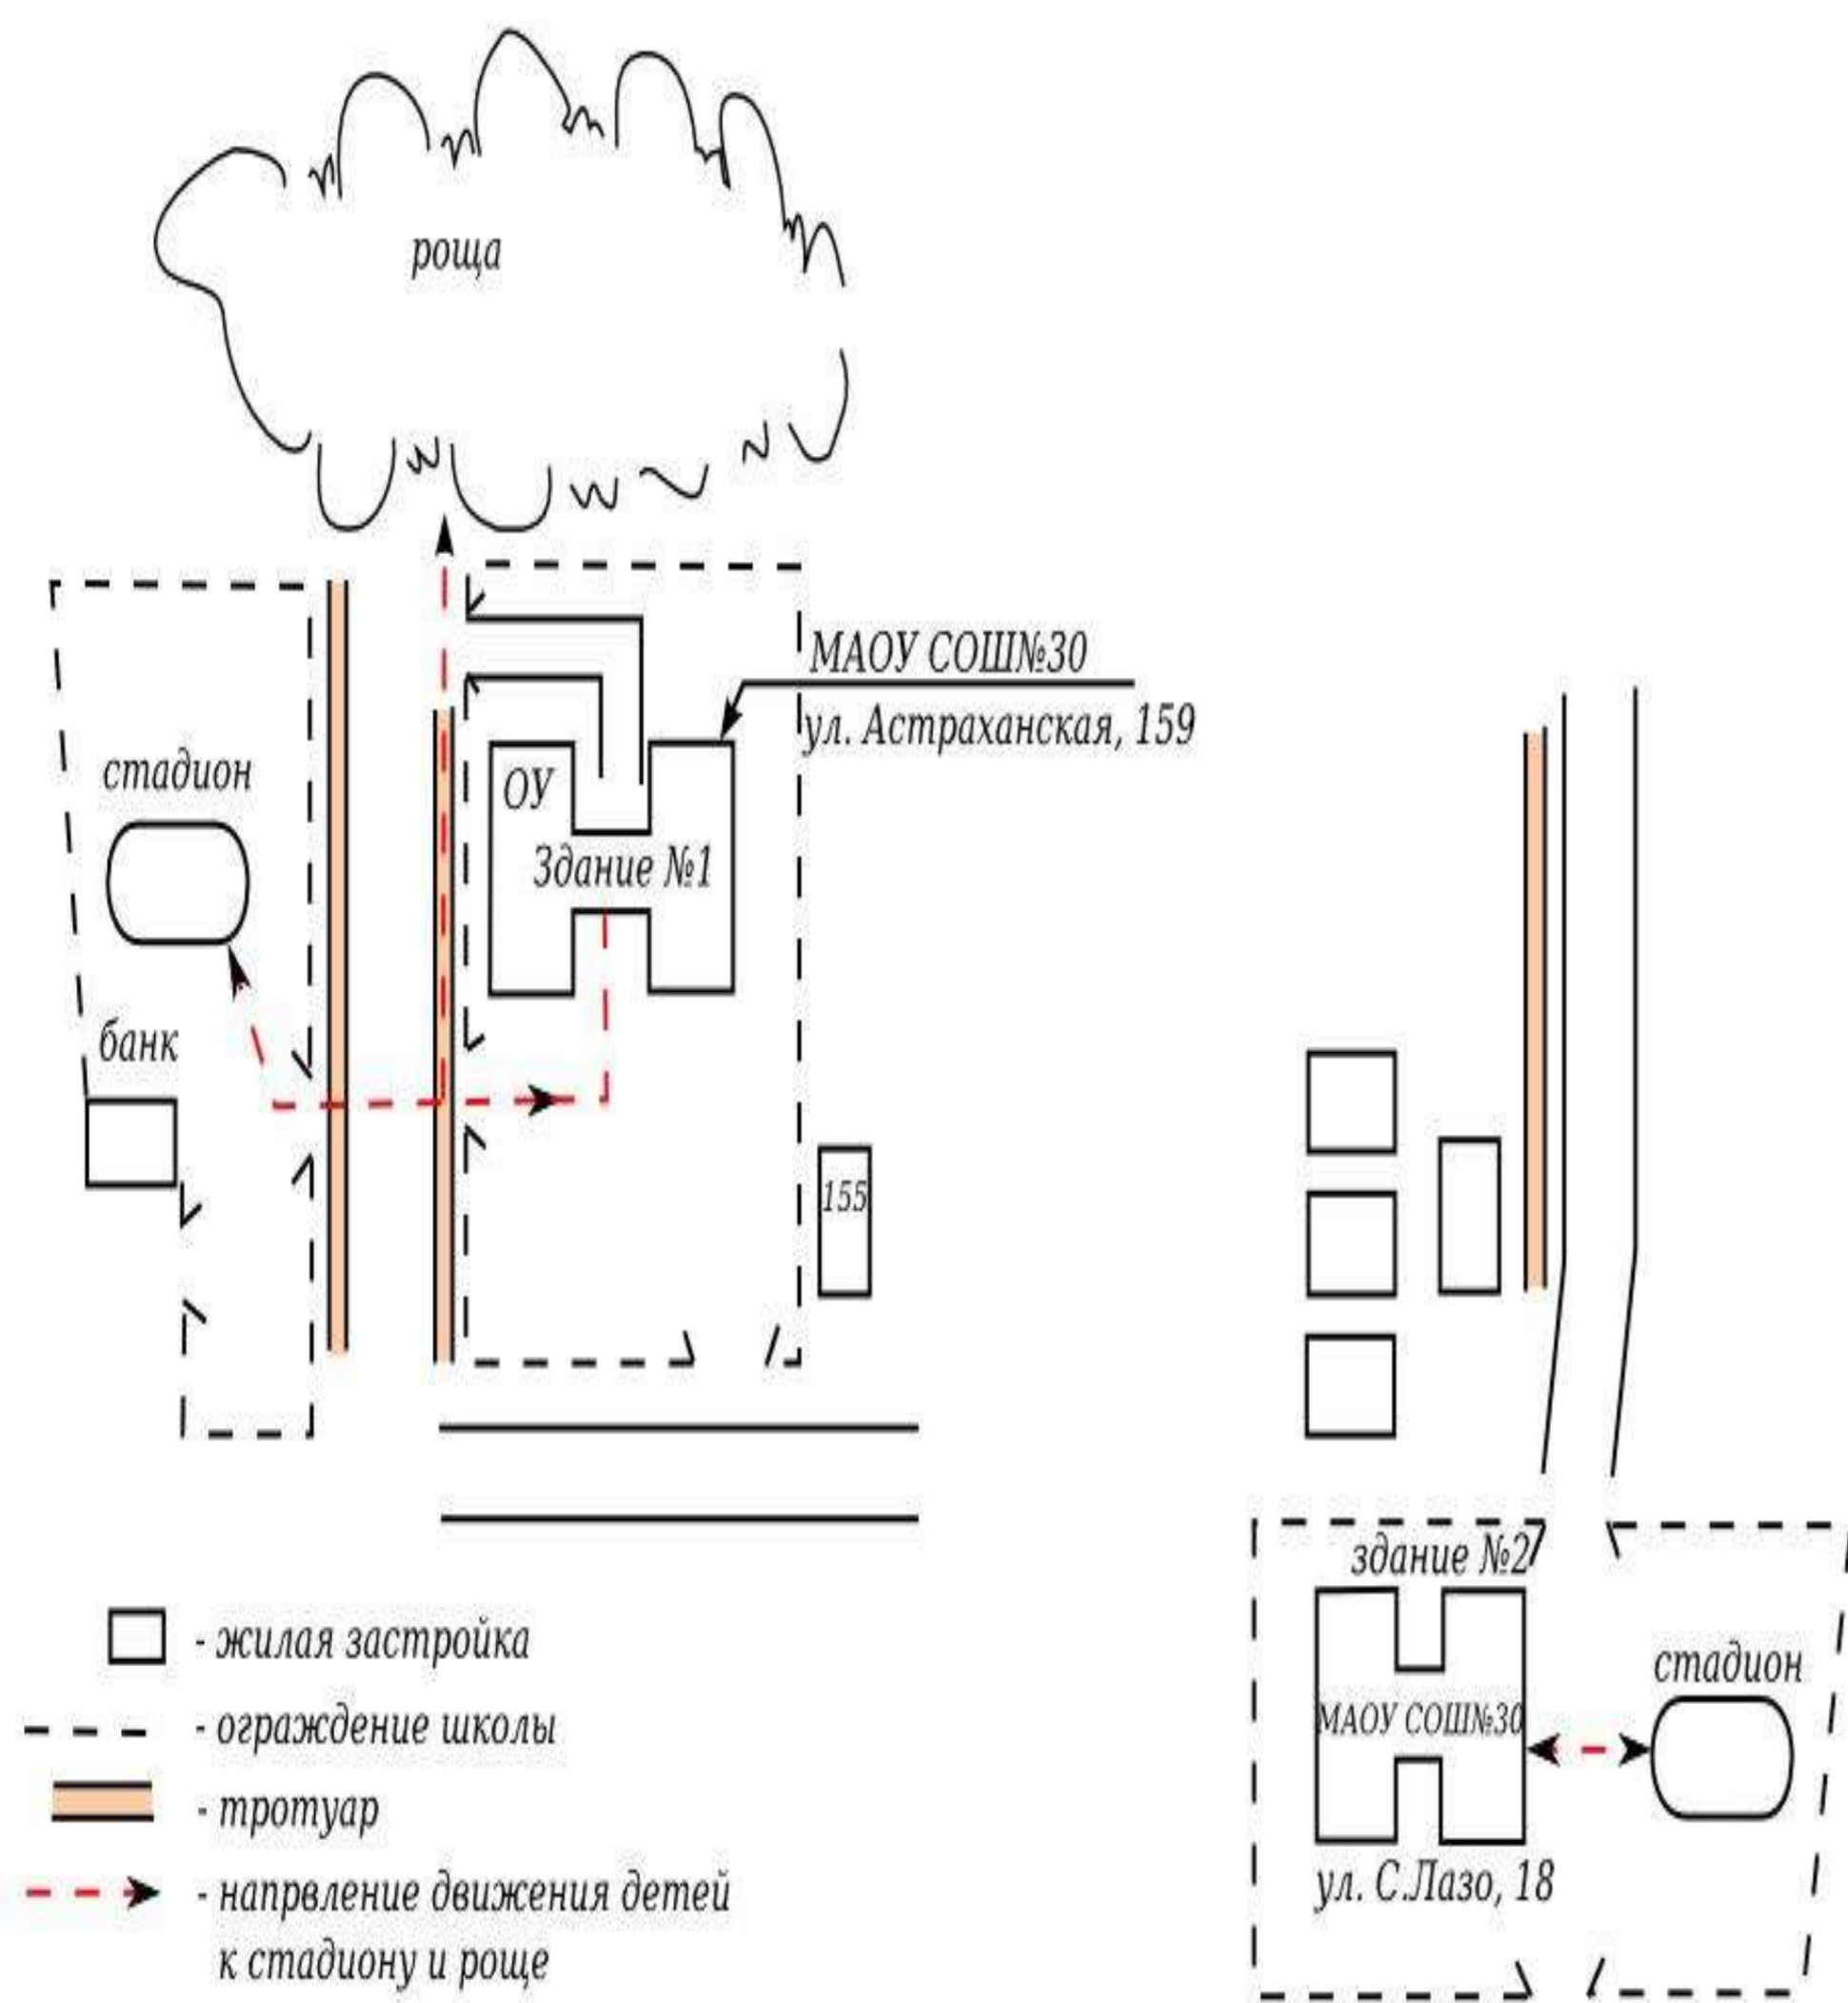 роща
МАОУ СОШ№30
ул. Астраханская, 159
стадион
ОУ
Здание №1
банк
155
здание №2
МАОУ СОШ№30
стадион
ул. С.Лазо, 18
- жилая застройка
- ограждение школы
- тротуар
- напрвление движения детей
к стадиону и роще